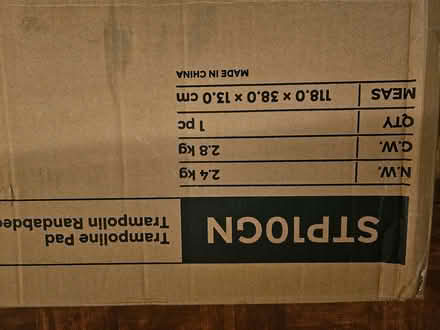 STP10GN
Trampoline Pad
Trampolin Randabdec
N.W. 2.4 kg
G.W. 2.8 kg
QTY 1 pc
MEAS 118.0 × 38.0 × 13.0 cm
MADE IN CHINA